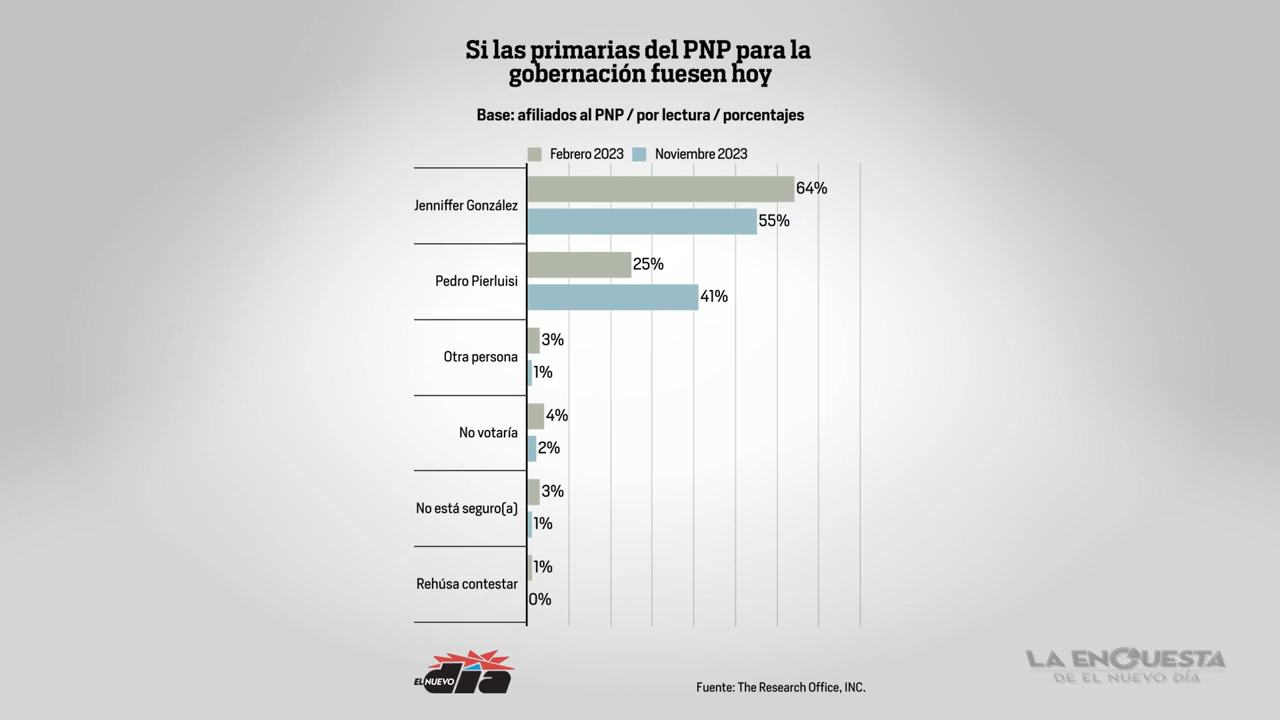 Si las primarias del PNP para la
gobernación fuesen hoy
Base: afiliados al PNP / por lectura / porcentajes
Febrero 2023 Noviembre 2023
Jenniffer González
64%
55%
Pedro Pierluisi
25%
41%
Otra persona
3%
1%
No votaría
4%
2%
No está seguro(a)
3%
1%
Rehúsa contestar
1%
0%
EL NUEVO día
Fuente: The Research Office, INC.
LA ENCUESTA
DE EL NUEVO DÍA